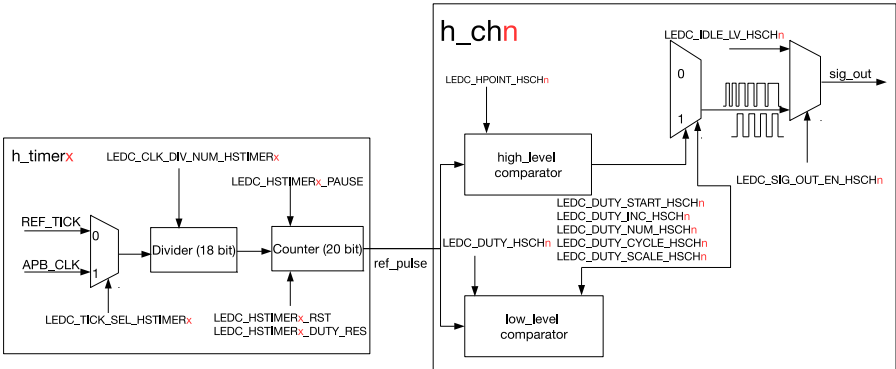 h_timerx
LEDC_CLK_DIV_NUM_HSTIMERx
LEDC_HSTIMERx_PAUSE
REF_TICK
0
APB_CLK
1
Divider (18 bit)
Counter (20 bit)
LEDC_TICK_SEL_HSTIMERx
LEDC_HSTIMERx_RST
LEDC_HSTIMERx_DUTY_RES
ref_pulse
h_chn
LEDC_HPOINT_HSCHn
high_level
comparator
LEDC_DUTY_HSCHn
LEDC_DUTY_START_HSCHn
LEDC_DUTY_INC_HSCHn
LEDC_DUTY_NUM_HSCHn
LEDC_DUTY_CYCLE_HSCHn
LEDC_DUTY_SCALE_HSCHn
low_level
comparator
0
1
LEDC_IDLE_LV_HSCHn
sig_out
LEDC_SIG_OUT_EN_HSCHn